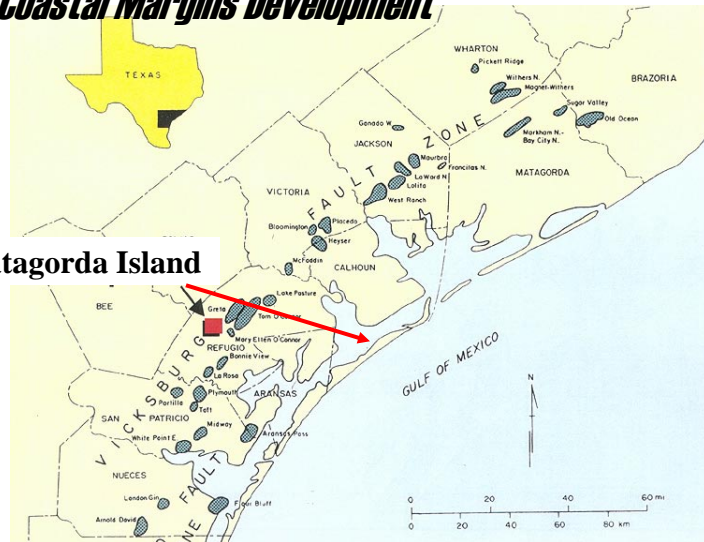 Coastal Margins Development
TEXAS
WHARTON
Pickett Ridge
Withers N.
Magnet-Withers
BRAZORIA
Sugar Valley
Old Ocean
Markham N.-
Bay City N.
MATAGORDA
Ganado W.
JACKSON
Maurbro
Francitas N.
La Ward N.
Lolita
West Ranch
FAULT ZONE
VICTORIA
Bloomington
Placedo
Heyser
McFaddin
CALHOUN
tagorda Island
BEE
Greta
Lake Pasture
Tom O'Connor
Mary Ellen O'Connor
REFUGIO
Bonnie View
La Rosa
VICKSBURG
ARANSAS
GULF OF MEXICO
Portilla
Plymouth
Taft
SAN PATRICIO
Midway
White Point E.
Aransas Pass
NUECES
FAULT
London Gin
Flour Bluff
Arnold David
N
0 20 40 60 mi
0 20 40 60 80 km